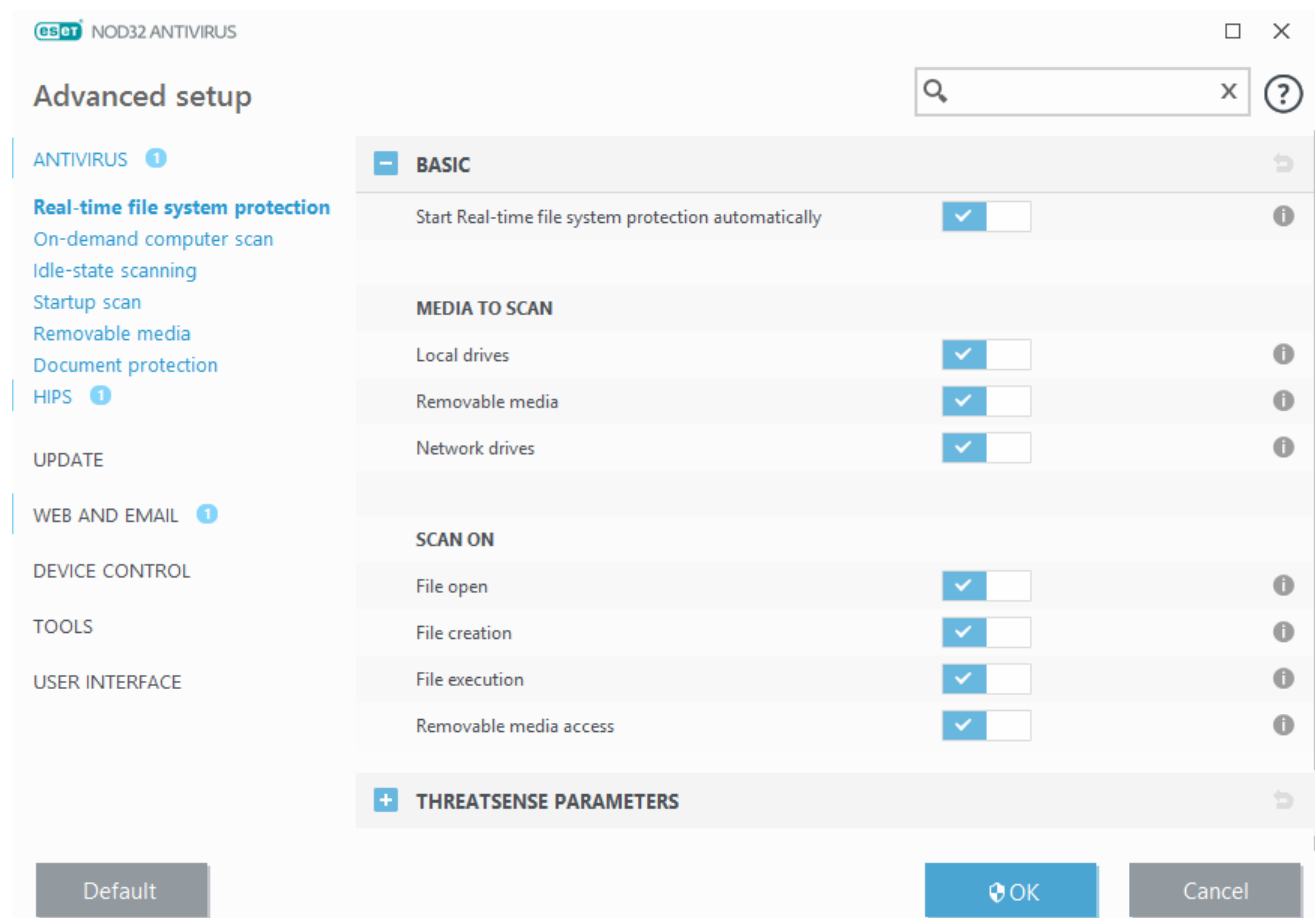 eset NOD32 ANTIVIRUS
Advanced setup
X
?
ANTIVIRUS 1
Real-time file system protection
On-demand computer scan
Idle-state scanning
Startup scan
Removable media
Document protection
HIPS 1
UPDATE
WEB AND EMAIL 1
DEVICE CONTROL
TOOLS
USER INTERFACE
BASIC
Start Real-time file system protection automatically
MEDIA TO SCAN
Local drives
Removable media
Network drives
SCAN ON
File open
File creation
File execution
Removable media access
THREATSENSE PARAMETERS
Default
OK
Cancel